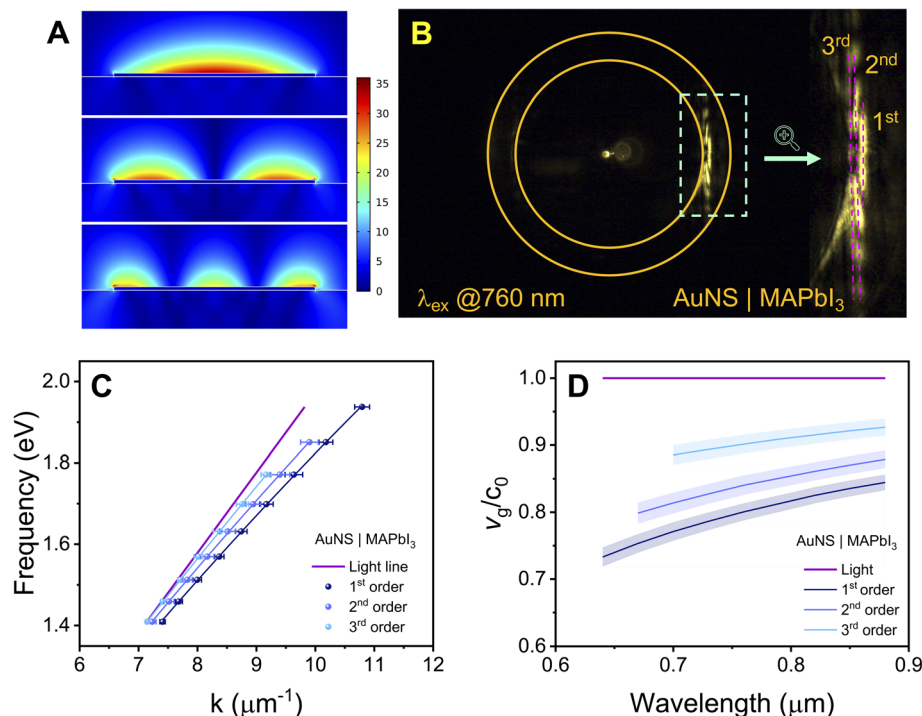 A
35
30
25
20
15
10
5
0
B
3rd
2nd
1st
λex @760 nm
AuNS | MAPbI3
C
Frequency (eV)
2.0
1.8
1.6
1.4
6 7 8 9 10 11 12
k (μm-1)
AuNS | MAPbI3
Light line
1st order
2nd order
3rd order
D
vg/c0
1.0
0.9
0.8
0.7
0.6
0.6 0.7 0.8 0.9
Wavelength (μm)
AuNS | MAPbI3
Light
1st order
2nd order
3rd order